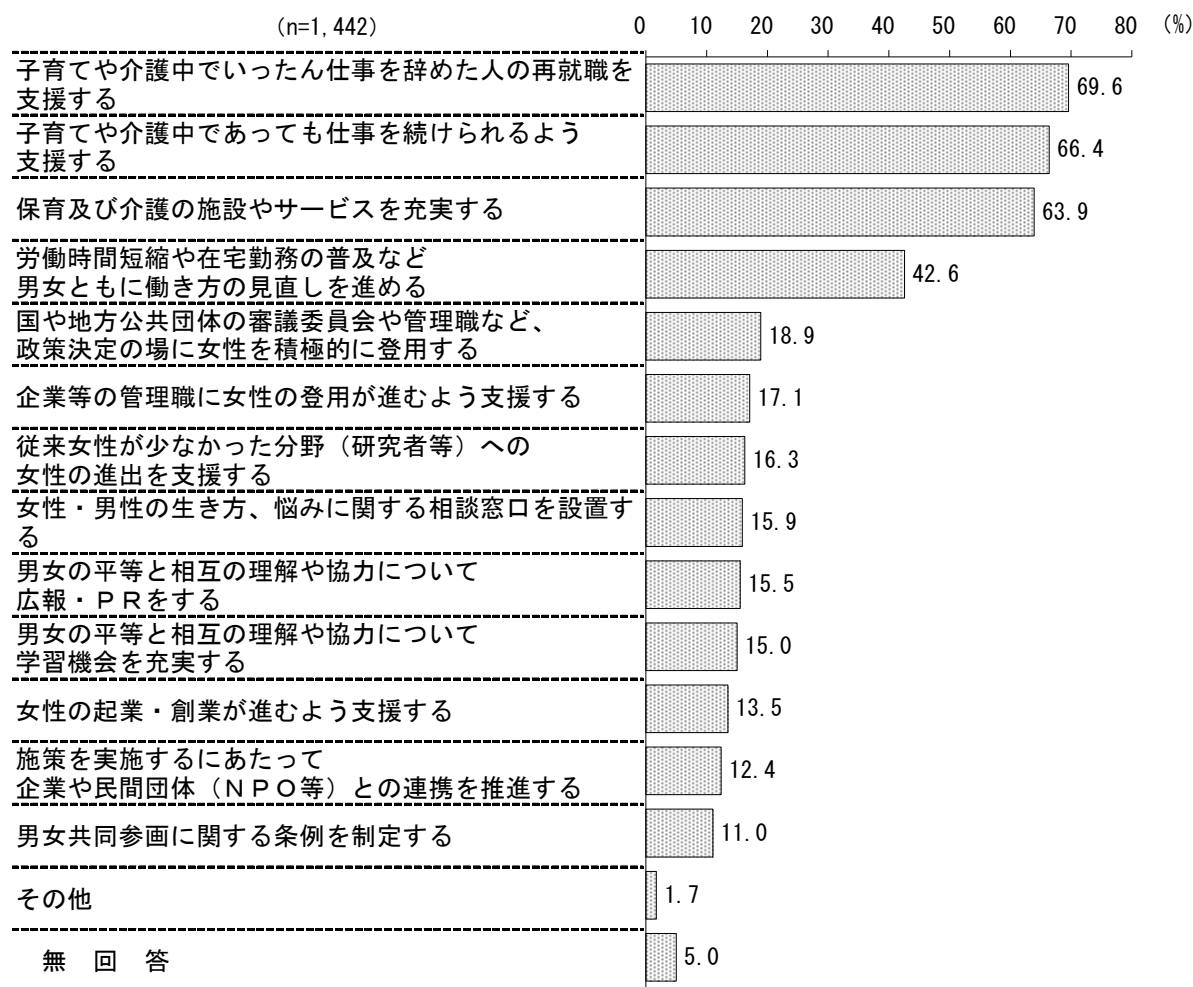 (n=1,442)
0 10 20 30 40 50 60 70 80 (%)
子育てや介護中でいったん仕事を辞めた人の再就職を
支援する
69.6
子育てや介護中であっても仕事を続けられるよう
支援する
66.4
保育及び介護の施設やサービスを充実する
63.9
労働時間短縮や在宅勤務の普及など
男女ともに働き方の見直しを進める
42.6
国や地方公共団体の審議委員会や管理職など、
政策決定の場に女性を積極的に登用する
18.9
企業等の管理職に女性の登用が進むよう支援する
17.1
従来女性が少なかった分野（研究者等）への
女性の進出を支援する
16.3
女性・男性の生き方、悩みに関する相談窓口を設置す
る
15.9
男女の平等と相互の理解や協力について
広報・ＰＲをする
15.5
男女の平等と相互の理解や協力について
学習機会を充実する
15.0
女性の起業・創業が進むよう支援する
13.5
施策を実施するにあたって
企業や民間団体（ＮＰＯ等）との連携を推進する
12.4
男女共同参画に関する条例を制定する
11.0
その他
1.7
無　回　答
5.0